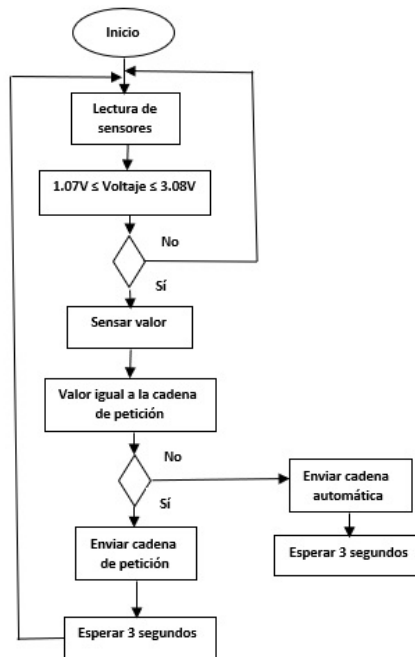 Inicio
Lectura de
sensores
1.07V ≤ Voltaje ≤ 3.08V
No
Sí
Sensar valor
Valor igual a la cadena
de petición
No
Sí
Enviar cadena
automática
Enviar cadena
de petición
Esperar 3 segundos
Esperar 3 segundos